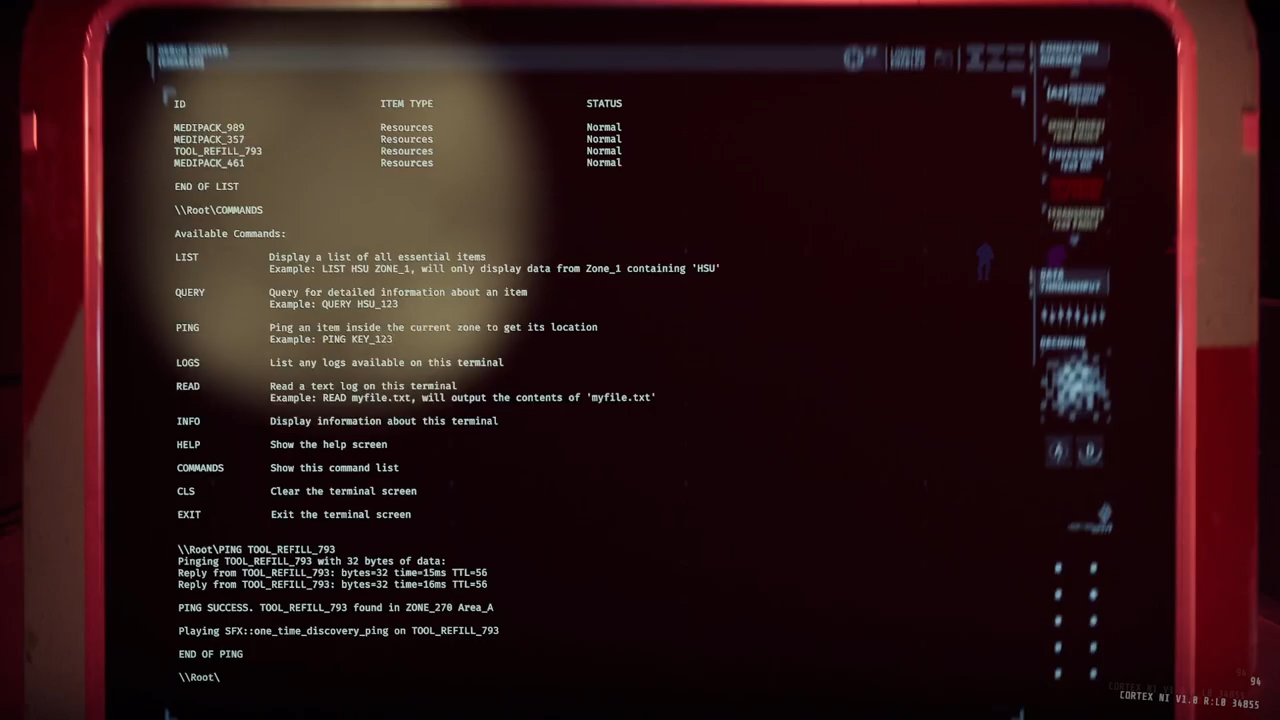 DEBUG CONSOLE
ID ITEM TYPE STATUS
MEDIPACK_989 Resources Normal
MEDIPACK_357 Resources Normal
TOOL_REFILL_793 Resources Normal
MEDIPACK_461 Resources Normal
END OF LIST
\\Root\COMMANDS
Available Commands:
LIST Display a list of all essential items
Example: LIST HSU ZONE_1, will only display data from Zone_1 containing 'HSU'
QUERY Query for detailed information about an item
Example: QUERY HSU_123
PING Ping an item inside the current zone to get its location
Example: PING KEY_123
LOGS List any logs available on this terminal
READ Read a text log on this terminal
Example: READ myfile.txt, will output the contents of 'myfile.txt'
INFO Display information about this terminal
HELP Show the help screen
COMMANDS Show this command list
CLS Clear the terminal screen
EXIT Exit the terminal screen
\\Root\PING TOOL_REFILL_793
Pinging TOOL_REFILL_793 with 32 bytes of data:
Reply from TOOL_REFILL_793: bytes=32 time=15ms TTL=56
Reply from TOOL_REFILL_793: bytes=32 time=16ms TTL=56
PING SUCCESS. TOOL_REFILL_793 found in ZONE_270 Area_A
Playing SFX::one_time_discovery_ping on TOOL_REFILL_793
END OF PING
\\Root\
DATA
THROUGHPUT
94
CORTEX NI V1.0 R:L0 34855